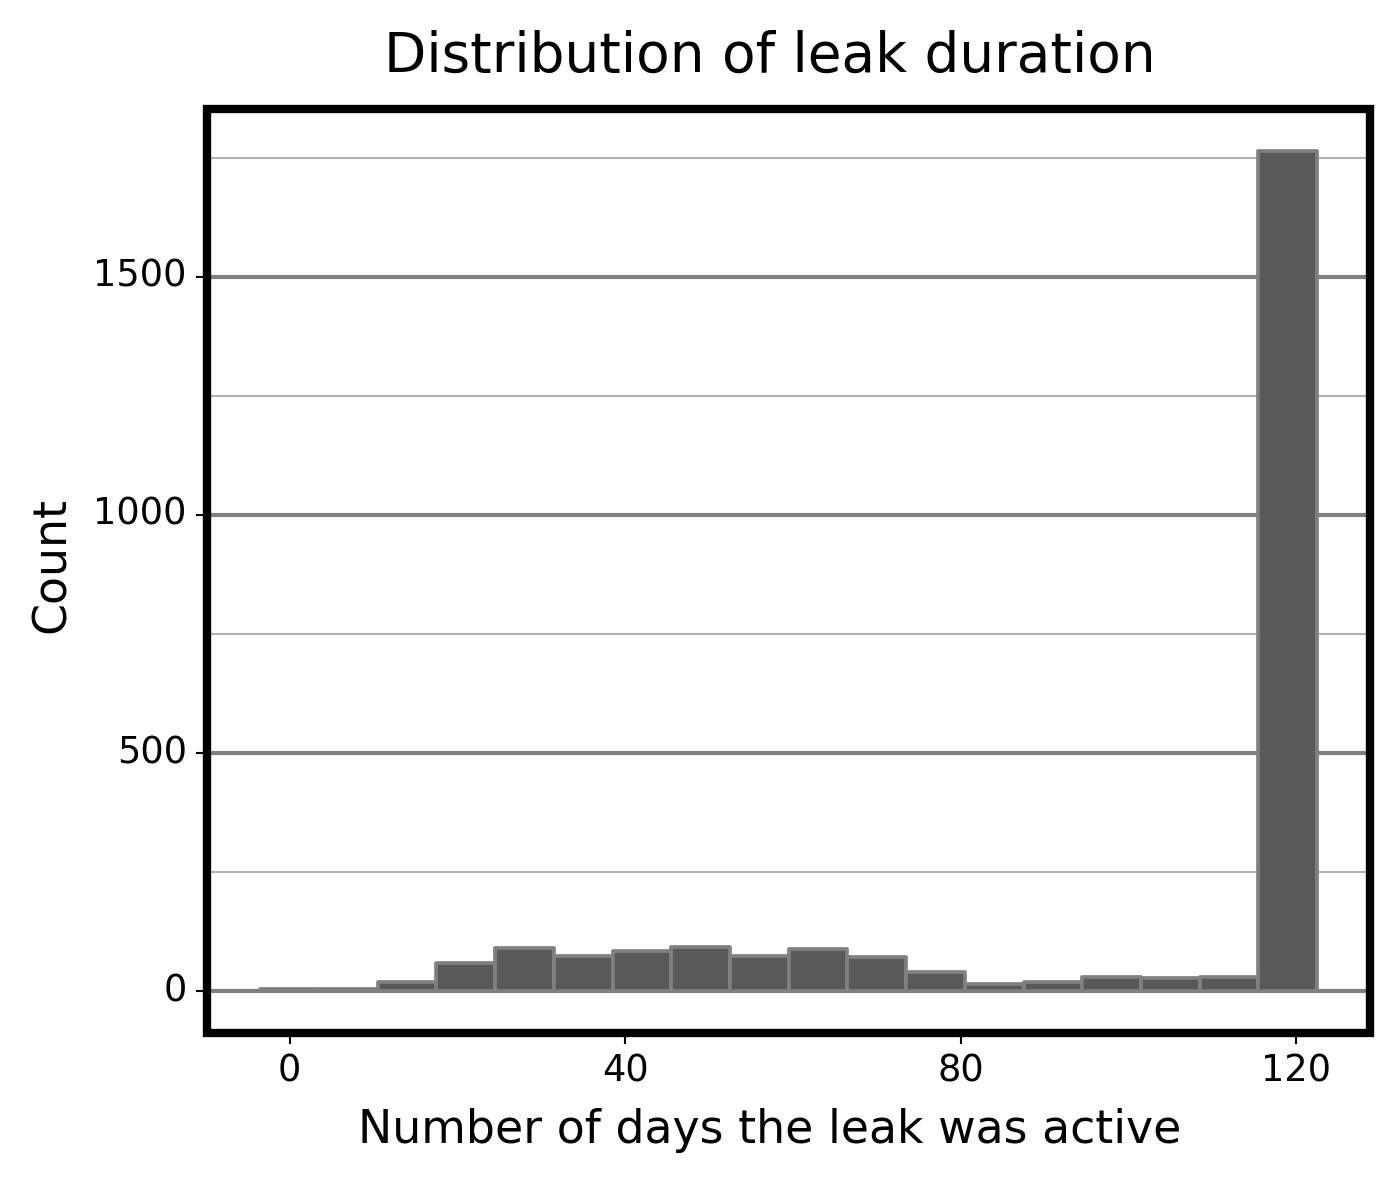 Distribution of leak duration
1500
1000
500
0
Count
0 40 80 120
Number of days the leak was active